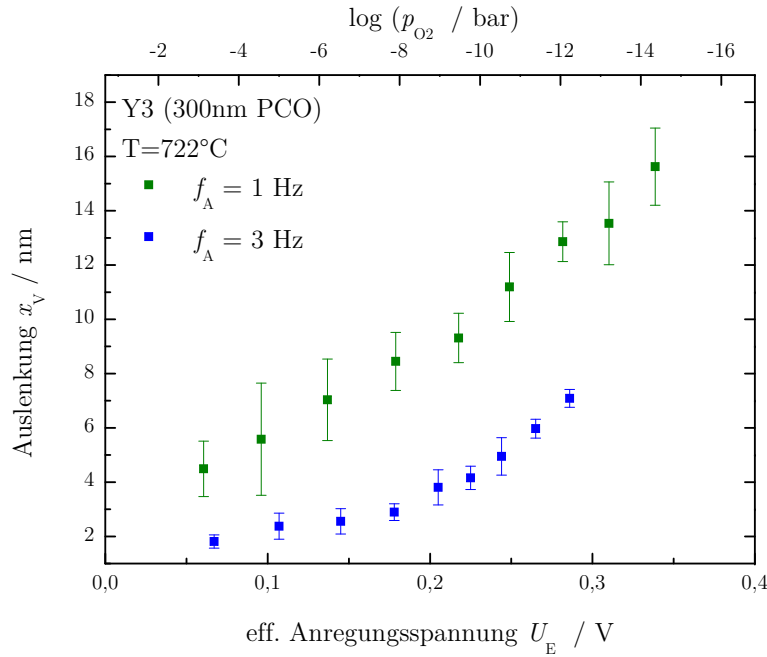 log (p_O2 / bar)
-2 -4 -6 -8 -10 -12 -14 -16
18
16
14
12
10
8
6
4
2
Y3 (300nm PCO)
T=722°C
f_A = 1 Hz
f_A = 3 Hz
Auslenkung x_V / nm
0,0 0,1 0,2 0,3 0,4
eff. Anregungsspannung U_E / V